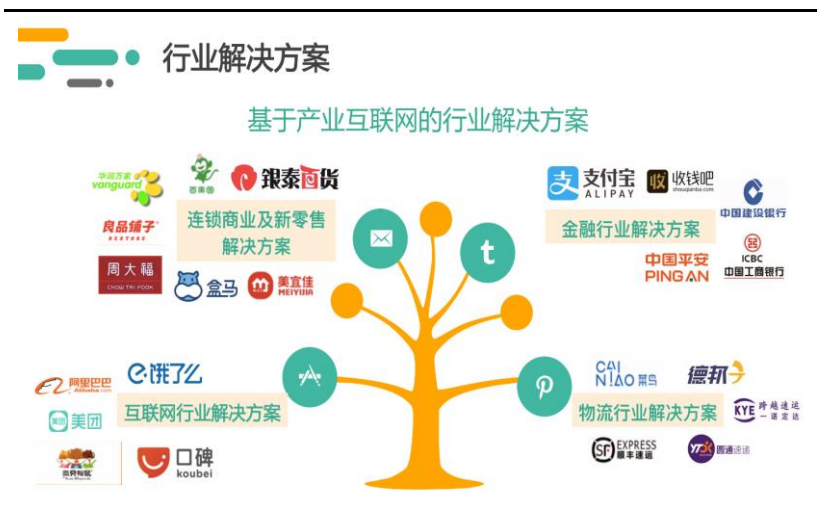 行业解决方案
基于产业互联网的行业解决方案
华润万家
vanguard
百果园
银泰百货
良品铺子
BESTORE
连锁商业及新零售
解决方案
周大福
CHOW TAI FOOK
盒马
美宜佳
MEIYIJIA
支付宝
ALIPAY
收
收钱吧
shouqianba.com
金融行业解决方案
中国建设银行
中国平安
PING AN
ICBC
中国工商银行
t
阿里巴巴
Alibaba.com
饿了么
美团
美团
互联网行业解决方案
口碑
koubei
p
CAI
NIAO 菜鸟
德邦
物流行业解决方案
KYE 跨越速运
SF EXPRESS
顺丰速运
圆通速递